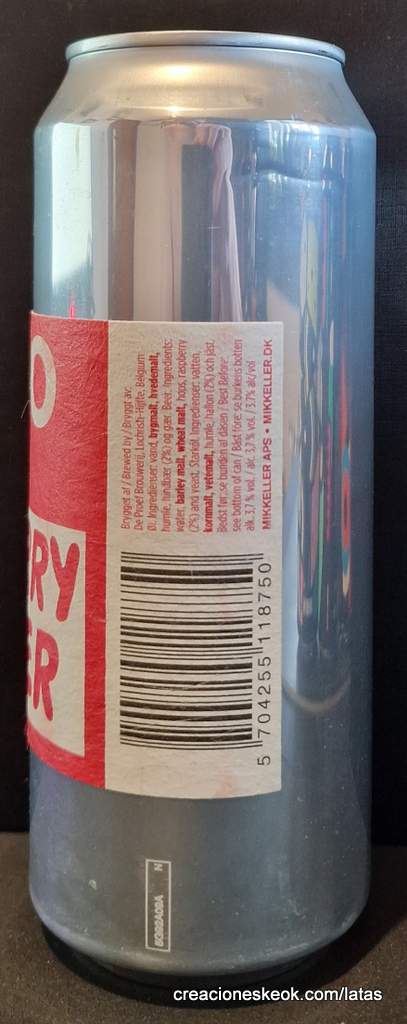 O
RRY
ER
Brygget af / Brewed by / Bryggt av:
De Proef Brouwerij, Lochristi-Hijfte, Belgium
Øl. Ingredienser: vand, bygmalt, hvedemalt,
humle, hindbær (2%) og gær. Beer. Ingredients:
water, barley malt, wheat malt, hops, raspberry
(2%) and yeast. Starköl. Ingredienser: vatten,
kornmalt, vetemalt, humle, hallon (2%) och jäst.
Bedst før: se bunden af dåsen / Best Before:
see bottom of can / Bäst före: se burkens botten
alk. 3,7 % vol. / alc. 3,7 % vol / 3.7% alc/vol
MIKKELLER APS • MIKKELLER.DK
5 704255 118750
N
creacioneskeok.com/latas